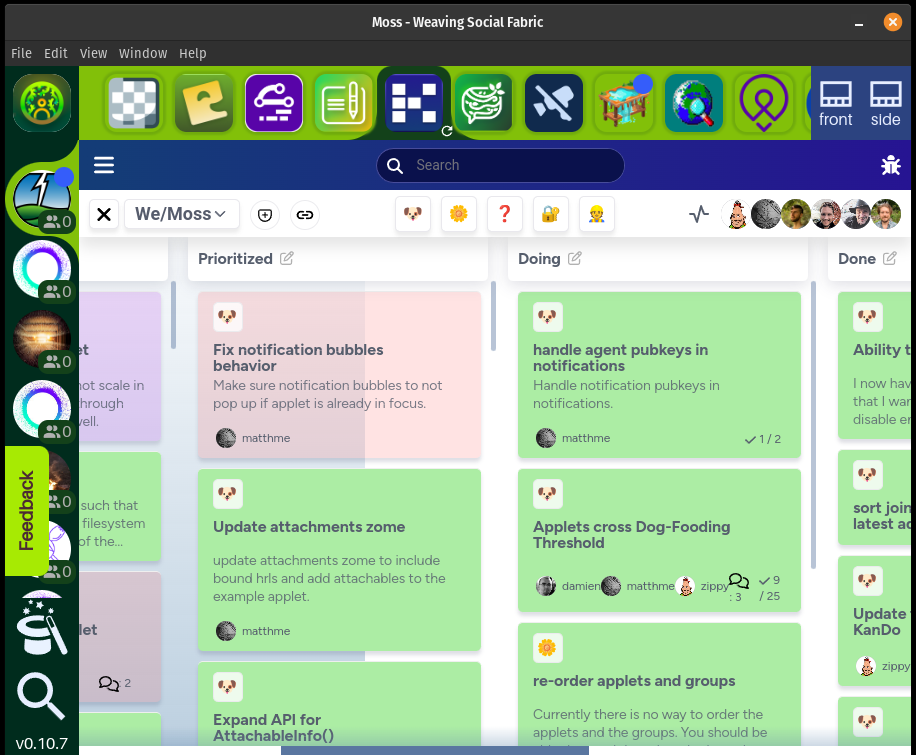 Moss - Weaving Social Fabric
File Edit View Window Help
front side
Search
We/Moss
0
0
0
0
0
0
Feedback
v0.10.7
et
not scale in
hrough
well.
such that
filesystem
of the...
let
: 2
Prioritized
Fix notification bubbles
behavior
Make sure notification bubbles to not
pop up if applet is already in focus.
matthme
Update attachments zome
update attachments zome to include
bound hrls and add attachables to the
example applet.
matthme
Expand API for
AttachableInfo()
Doing
handle agent pubkeys in
notifications
Handle notification pubkeys in
notifications.
matthme 1 / 2
Applets cross Dog-Fooding
Threshold
damien matthme zippy : 3 9
/ 25
re-order applets and groups
Currently there is no way to order the
applets and the groups. You should be
Done
Ability t
I now hav
that I war
disable er
sort join
latest ac
Update
KanDo
zippy